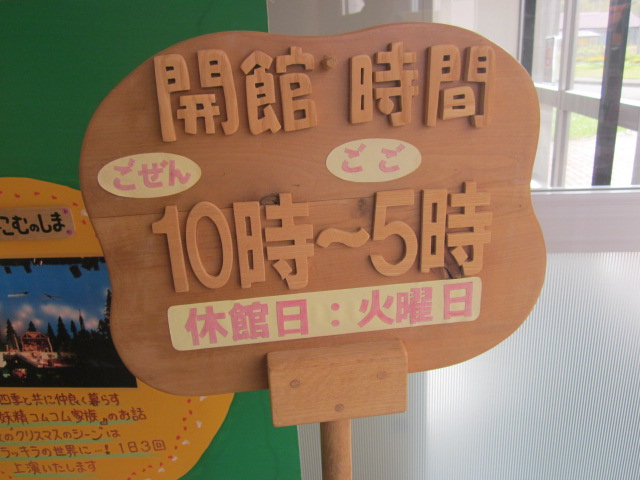 開館時間
ごぜん ごご
10時～5時
休館日：火曜日
こむのしま
四季と共に仲良く暮らす
妖精コムコム家族』のお話
のクリスマスのシーンは
ラッキラの世界に-! 1日3回
上演いたします